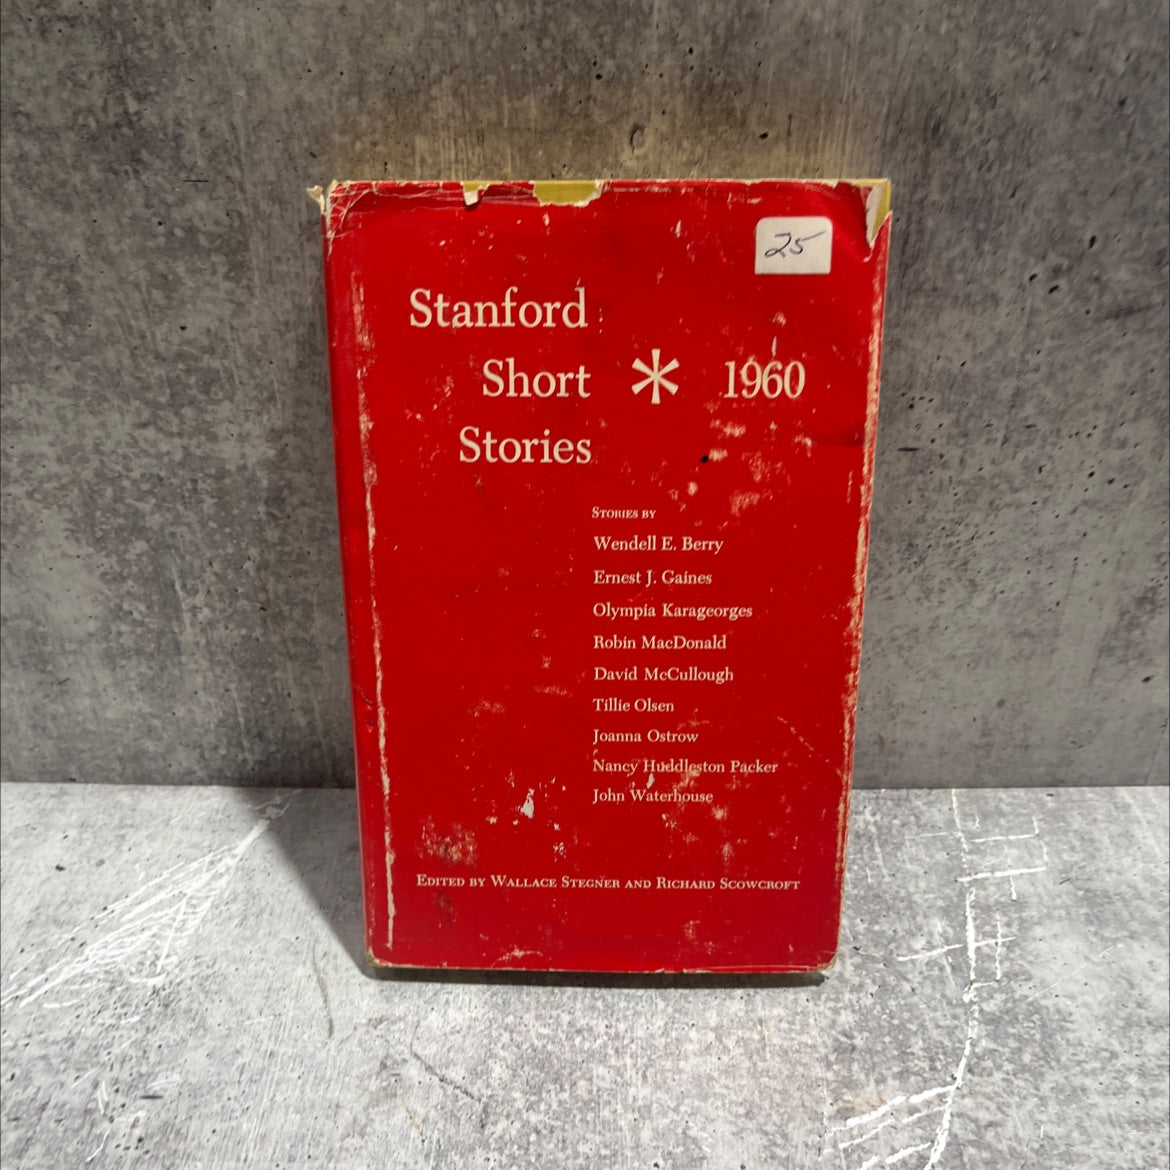 25
Stanford
Short * 1960
Stories
STORIES BY
Wendell E. Berry
Ernest J. Gaines
Olympia Karageorges
Robin MacDonald
David McCullough
Tillie Olsen
Joanna Ostrow
Nancy Huddleston Packer
John Waterhouse
EDITED BY WALLACE STEGNER AND RICHARD SCOWCROFT